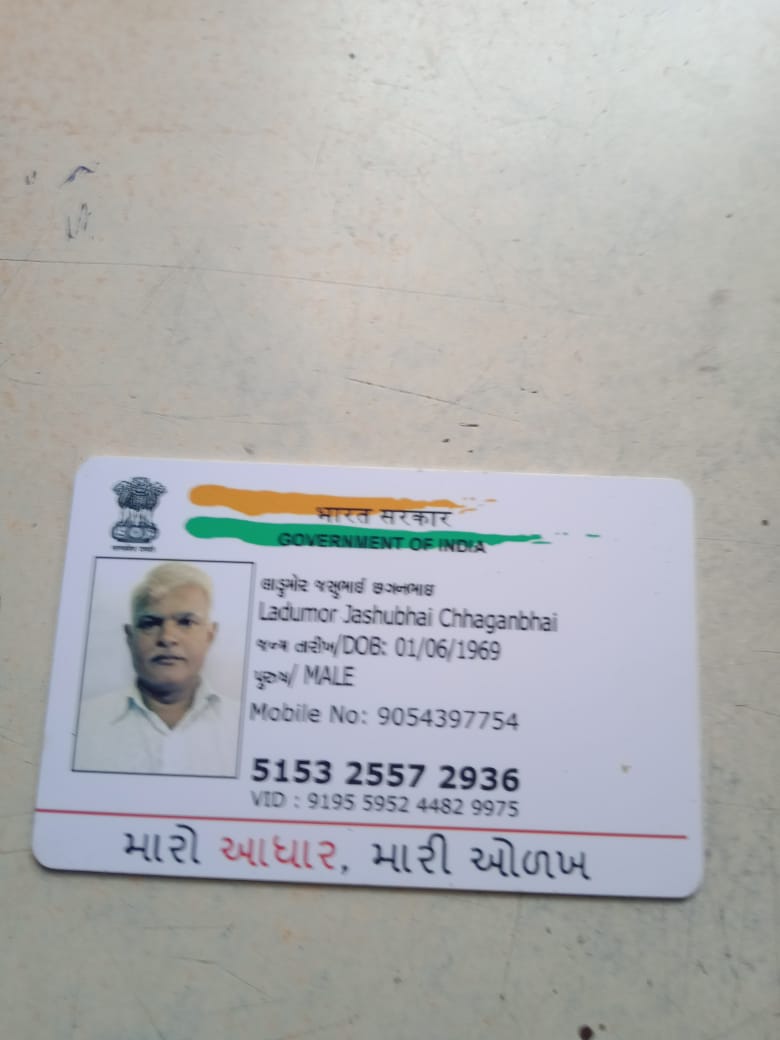 भारत सरकार
GOVERNMENT OF INDIA
લાડુમોર જશુભાઈ છગનભાઇ
Ladumor Jashubhai Chhaganbhai
જન્મ તારીખ/DOB: 01/06/1969
પુરુષ/ MALE
Mobile No: 9054397754
5153 2557 2936
VID : 9195 5952 4482 9975
મારો આધાર, મારી ઓળખ